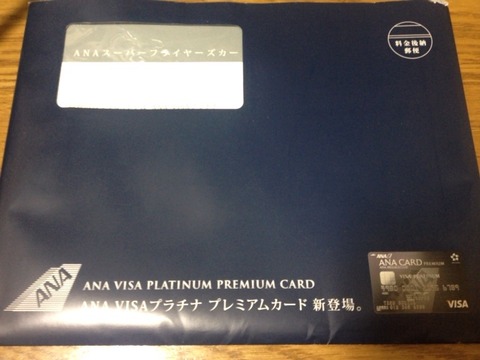 ANAスーパーフライヤーズカー
料金後納
郵便
ANA
ANA VISA PLATINUM PREMIUM CARD
ANA VISAプラチナ プレミアムカード 新登場。
ANA
ANA CARD PREMIUM
VISA